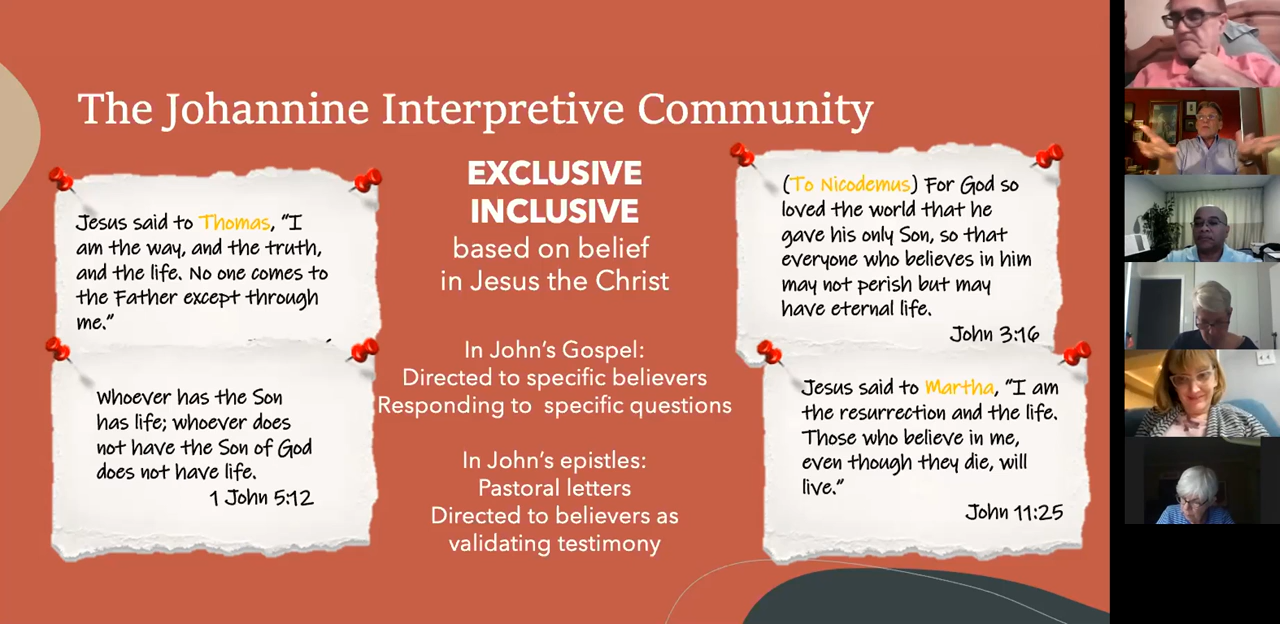 The Johannine Interpretive Community
Jesus said to Thomas, “I
am the way, and the truth,
and the life. No one comes to
the Father except through
me.”
Whoever has the Son
has life; whoever does
not have the Son of God
does not have life.
1 John 5:12
EXCLUSIVE
INCLUSIVE
based on belief
in Jesus the Christ
In John’s Gospel:
Directed to specific believers
Responding to specific questions
In John’s epistles:
Pastoral letters
Directed to believers as
validating testimony
(To Nicodemus) For God so
loved the world that he
gave his only Son, so that
everyone who believes in him
may not perish but may
have eternal life.
John 3:16
Jesus said to Martha, “I am
the resurrection and the life.
Those who believe in me,
even though they die, will
live.”
John 11:25